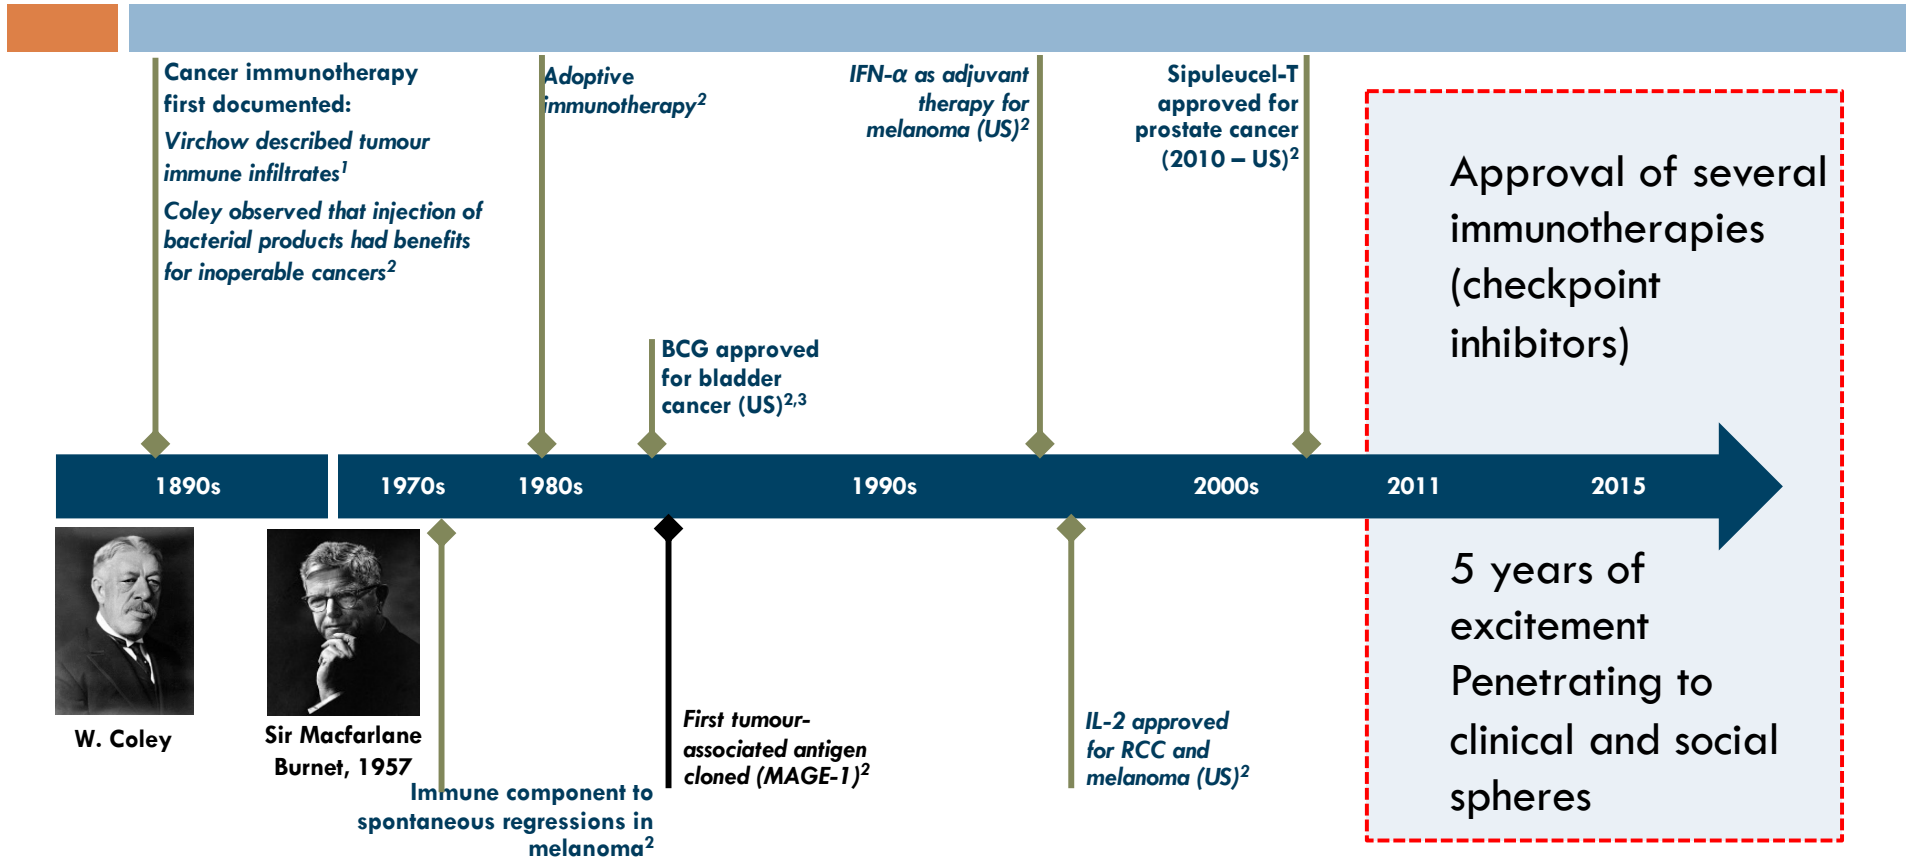 Cancer immunotherapy
first documented:
Virchow described tumour
immune infiltrates1
Coley observed that injection of
bacterial products had benefits
for inoperable cancers2
Adoptive
immunotherapy2
BCG approved
for bladder
cancer (US)2,3
IFN-α as adjuvant
therapy for
melanoma (US)2
Sipuleucel-T
approved for
prostate cancer
(2010 – US)2
Approval of several
immunotherapies
(checkpoint
inhibitors)
1890s
1970s
1980s
1990s
2000s
2011
2015
W. Coley
Sir Macfarlane
Burnet, 1957
Immune component to
spontaneous regressions in
melanoma2
First tumour-
associated antigen
cloned (MAGE-1)2
IL-2 approved
for RCC and
melanoma (US)2
5 years of
excitement
Penetrating to
clinical and social
spheres